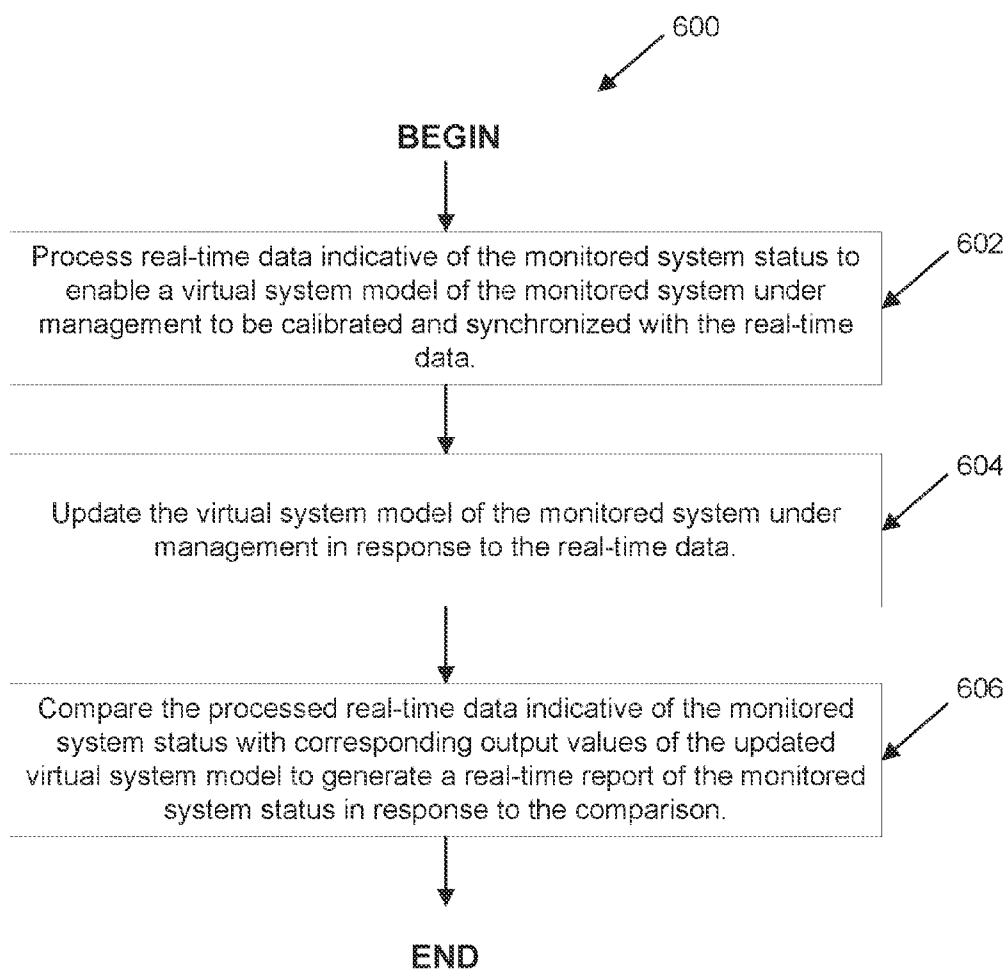 600
BEGIN
Process real-time data indicative of the monitored system status to
enable a virtual system model of the monitored system under
management to be calibrated and synchronized with the real-time
data.
602
Update the virtual system model of the monitored system under
management in response to the real-time data.
604
Compare the processed real-time data indicative of the monitored
system status with corresponding output values of the updated
virtual system model to generate a real-time report of the monitored
system status in response to the comparison.
606
END